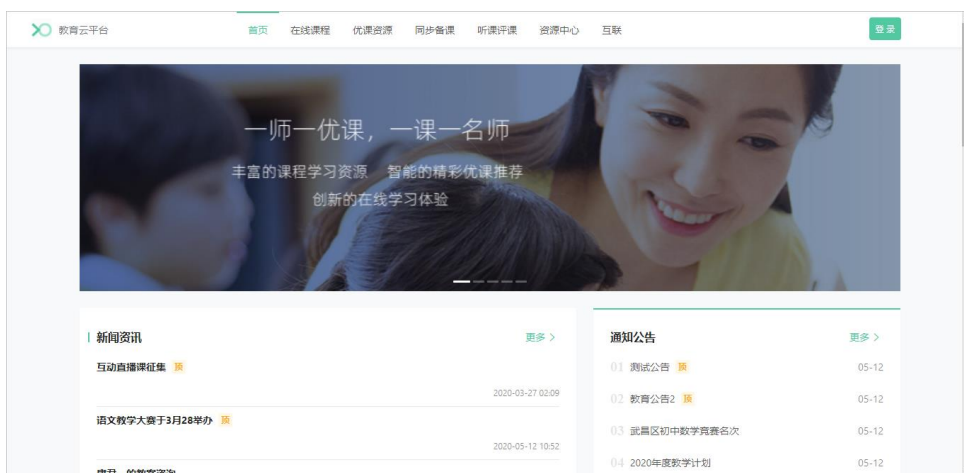 教育云平台
首页 在线课程 优课资源 同步备课 听课评课 资源中心 互联
登录
一师一优课，一课一名师
丰富的课程学习资源 智能的精彩优课推荐
创新的在线学习体验
新闻资讯 更多 >
互动直播课征集 顶
2020-03-27 02:09
语文教学大赛于3月28举办 顶
2020-05-12 10:52
通知公告 更多 >
01 测试公告 顶 05-12
02 教育公告2 顶 05-12
03 武昌区初中数学竞赛名次 05-12
04 2020年度教学计划 05-12